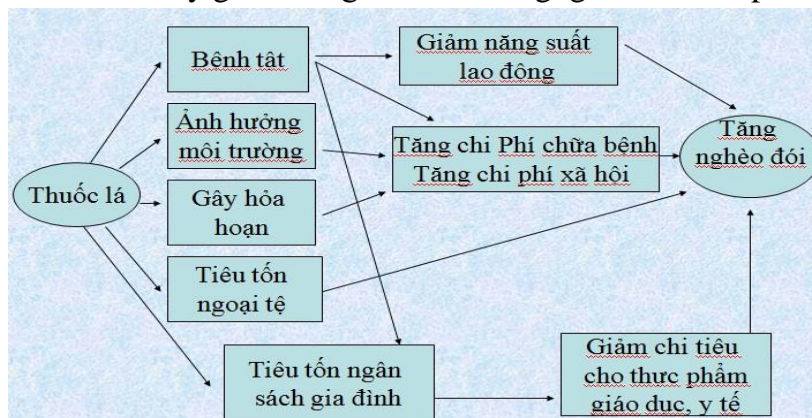 Bệnh tật
Giảm năng suất
lao động
Ảnh hưởng
môi trường
Tăng chi Phí chữa bệnh
Tăng chi phí xã hội
Tăng
nghèo đói
Thuốc lá
Gây hỏa
hoạn
Tiêu tốn
ngoại tệ
Tiêu tốn ngân
sách gia đình
Giảm chi tiêu
cho thực phẩm
giáo dục, y tế